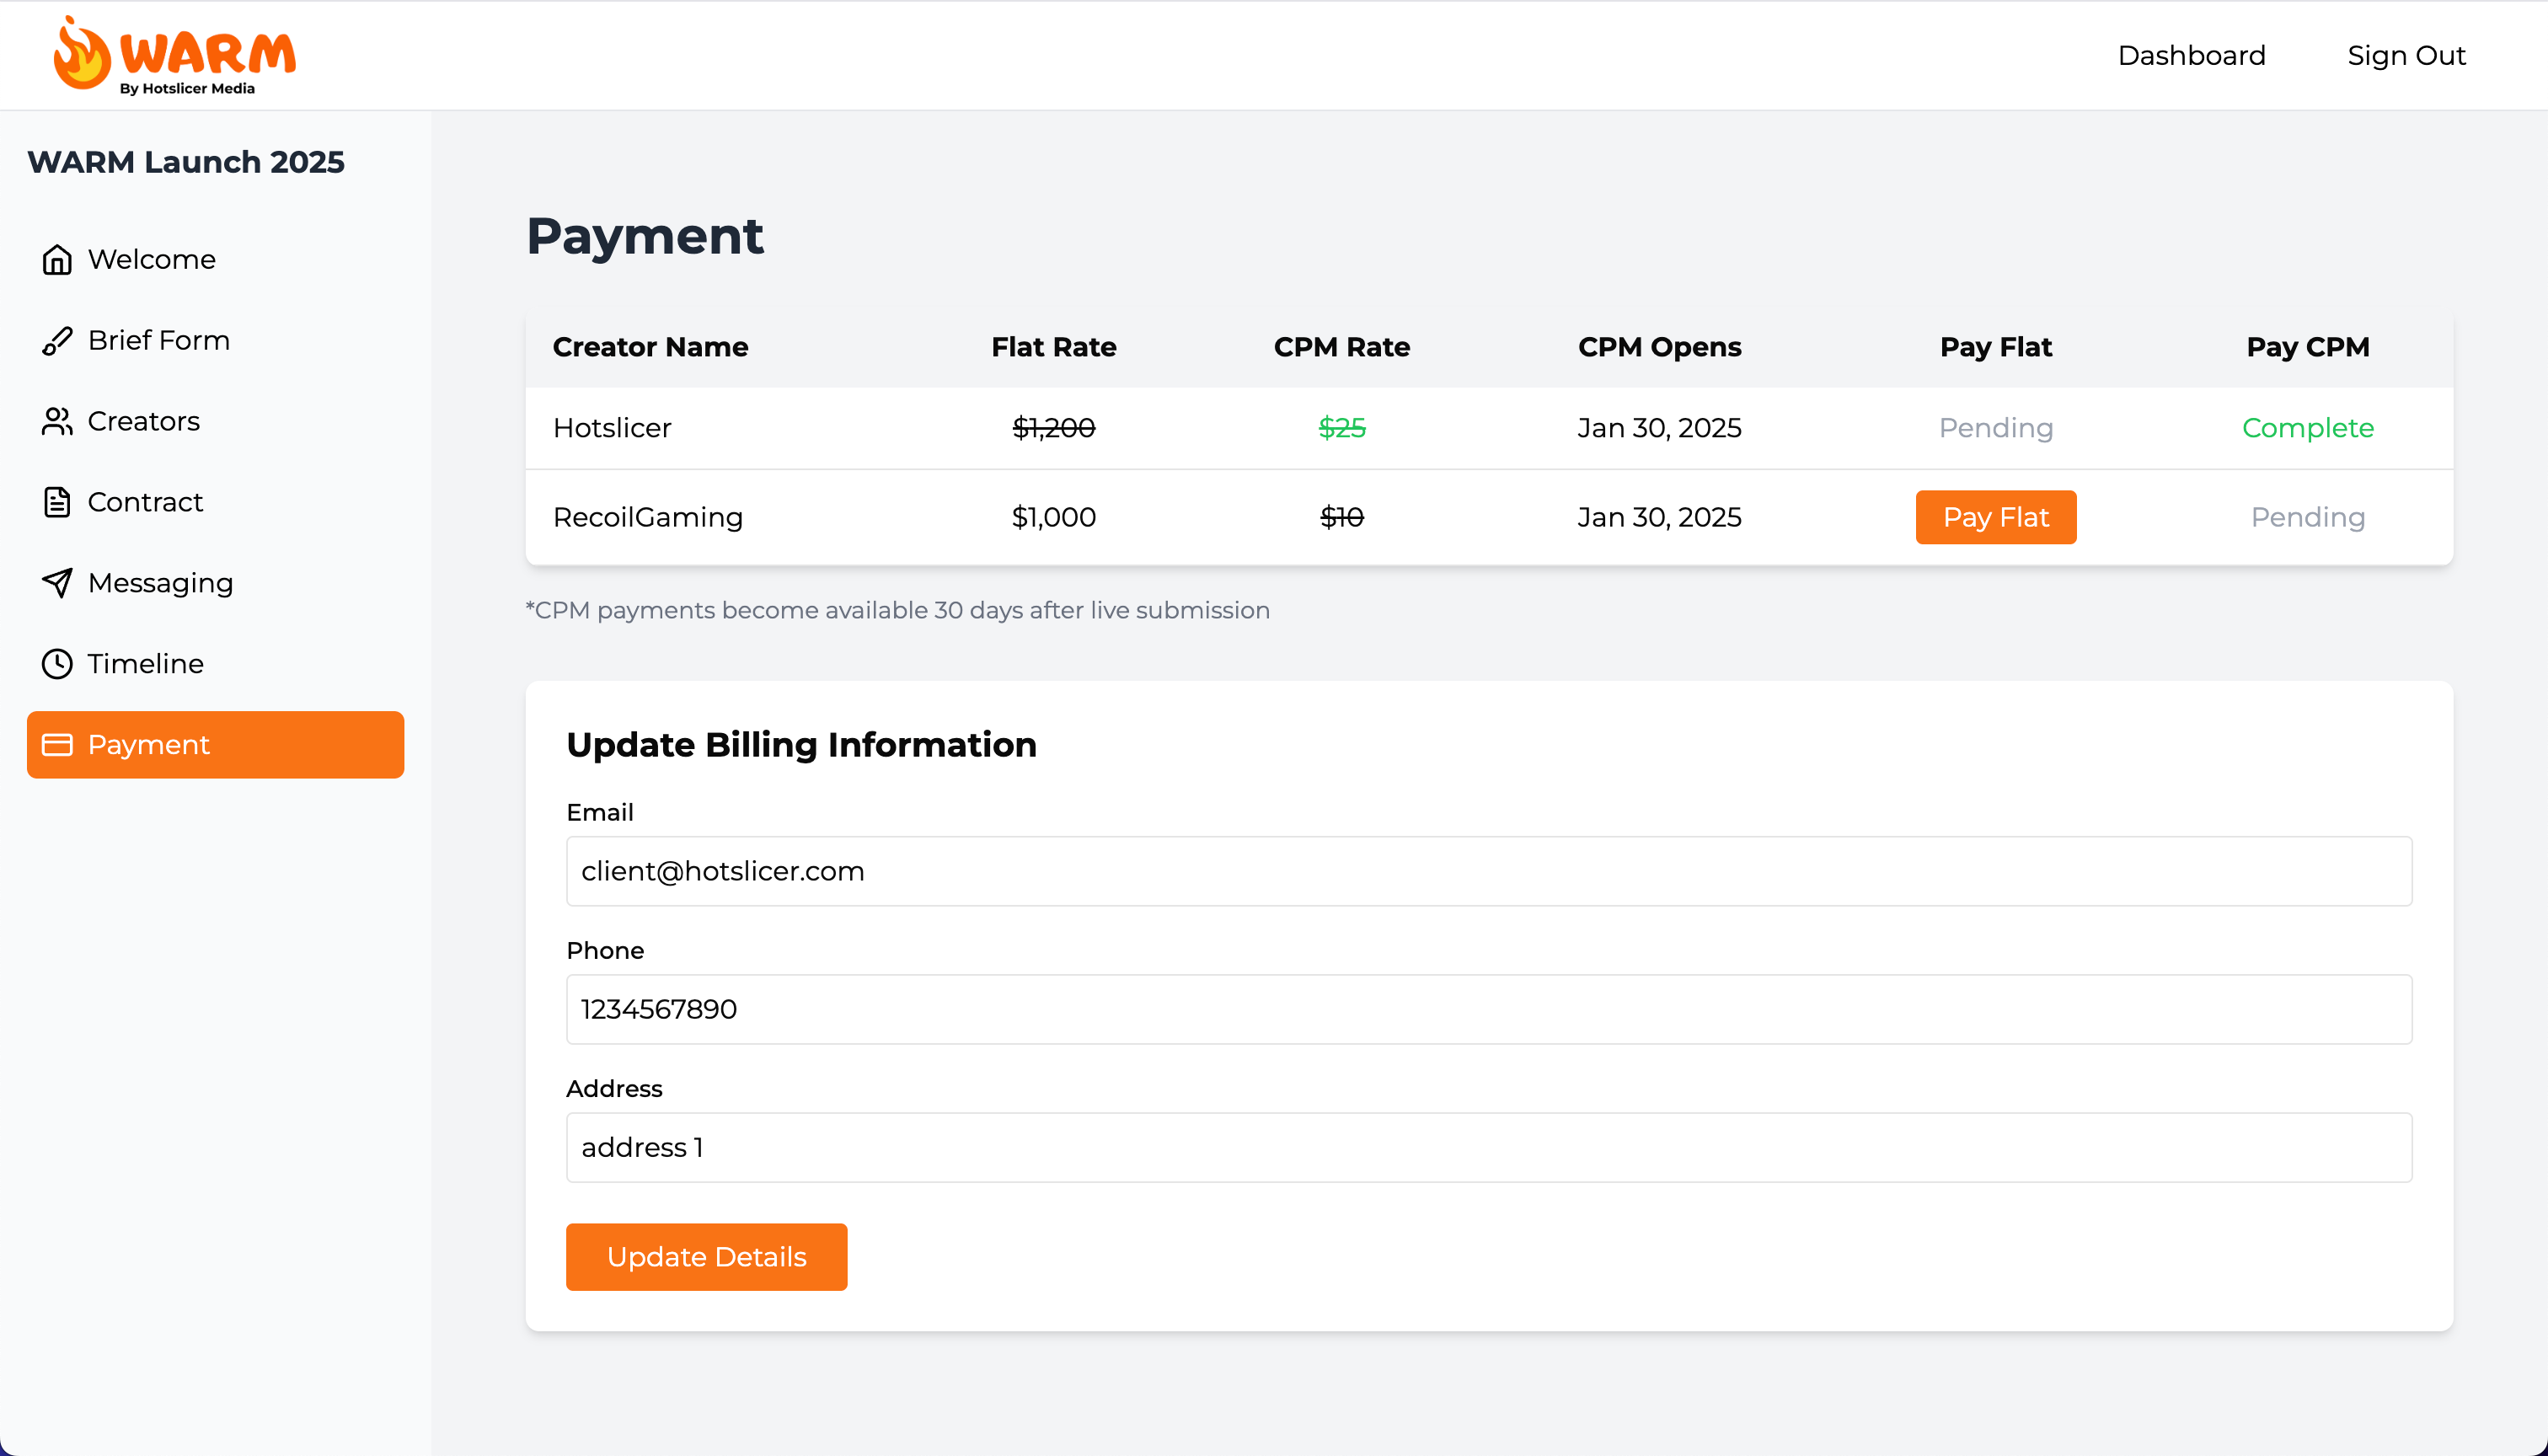 WARM
By Hotslicer Media
Dashboard Sign Out
WARM Launch 2025
Welcome
Brief Form
Creators
Contract
Messaging
Timeline
Payment
Payment
Creator Name Flat Rate CPM Rate CPM Opens Pay Flat Pay CPM
Hotslicer $1,200 $25 Jan 30, 2025 Pending Complete
RecoilGaming $1,000 $10 Jan 30, 2025 Pay Flat Pending
*CPM payments become available 30 days after live submission
Update Billing Information
Email
client@hotslicer.com
Phone
1234567890
Address
address 1
Update Details